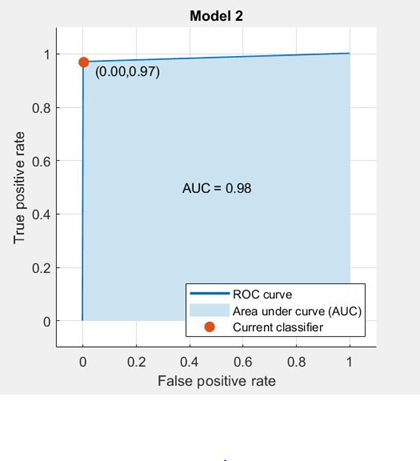 Model 2
1
0.8
0.6
0.4
0.2
0
True positive rate
(0.00,0.97)
AUC = 0.98
ROC curve
Area under curve (AUC)
Current classifier
0 0.2 0.4 0.6 0.8 1
False positive rate